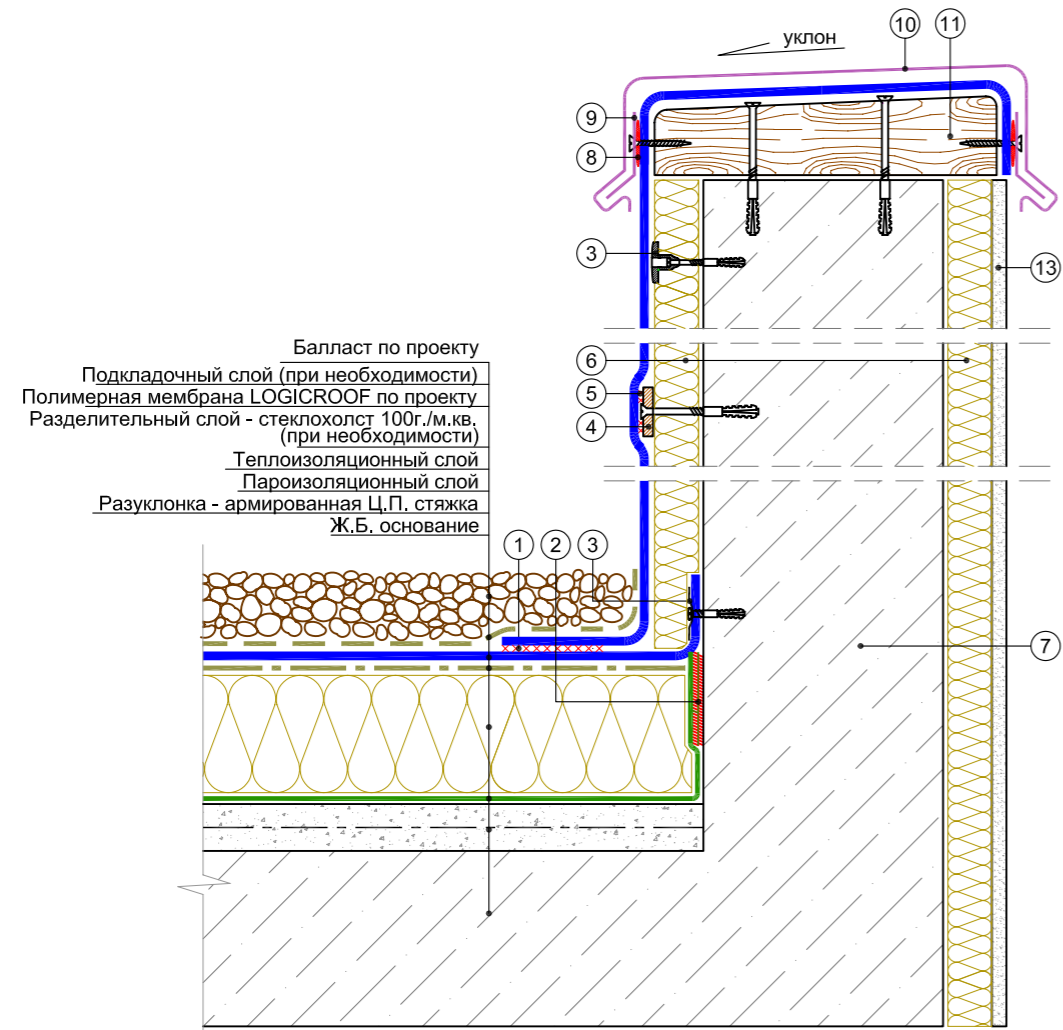 уклон
10
11
9
8
3
13
Балласт по проекту
Подкладочный слой (при необходимости)
Полимерная мембрана LOGICROOF по проекту
Разделительный слой - стеклохолст 100г./м.кв.
(при необходимости)
Теплоизоляционный слой
Пароизоляционный слой
Разуклонка - армированная Ц.П. стяжка
Ж.Б. основание
6
5
4
1
2
3
7